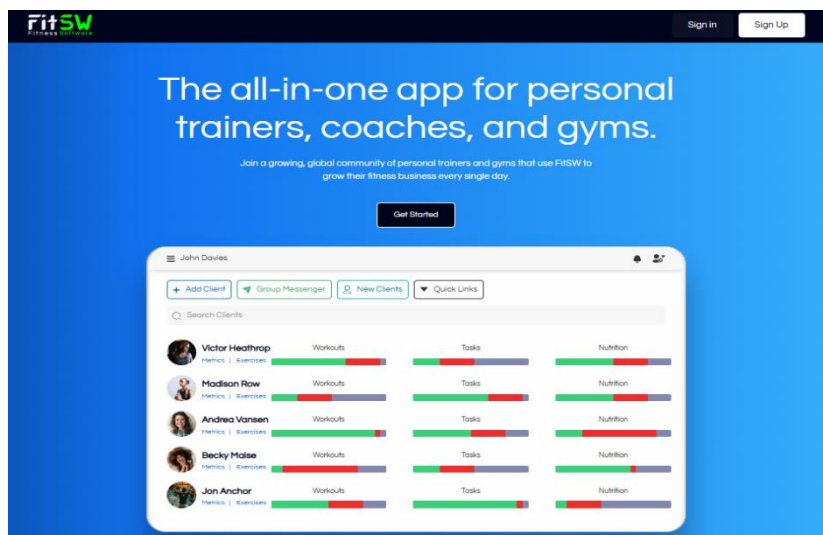 FitSW
Fitness Software
Sign in
Sign Up
The all-in-one app for personal
trainers, coaches, and gyms.
Join a growing, global community of personal trainers and gyms that use FitSW to
grow their fitness business every single day.
Get Started
John Davies
+ Add Client
Group Messenger
New Clients
Quick Links
Search Clients
Victor Heathrop Workouts Tasks Nutrition
Metrics | Exercises
Madison Row Workouts Tasks Nutrition
Metrics | Exercises
Andrea Vansen Workouts Tasks Nutrition
Metrics | Exercises
Becky Maise Workouts Tasks Nutrition
Metrics | Exercises
Jon Anchor Workouts Tasks Nutrition
Metrics | Exercises